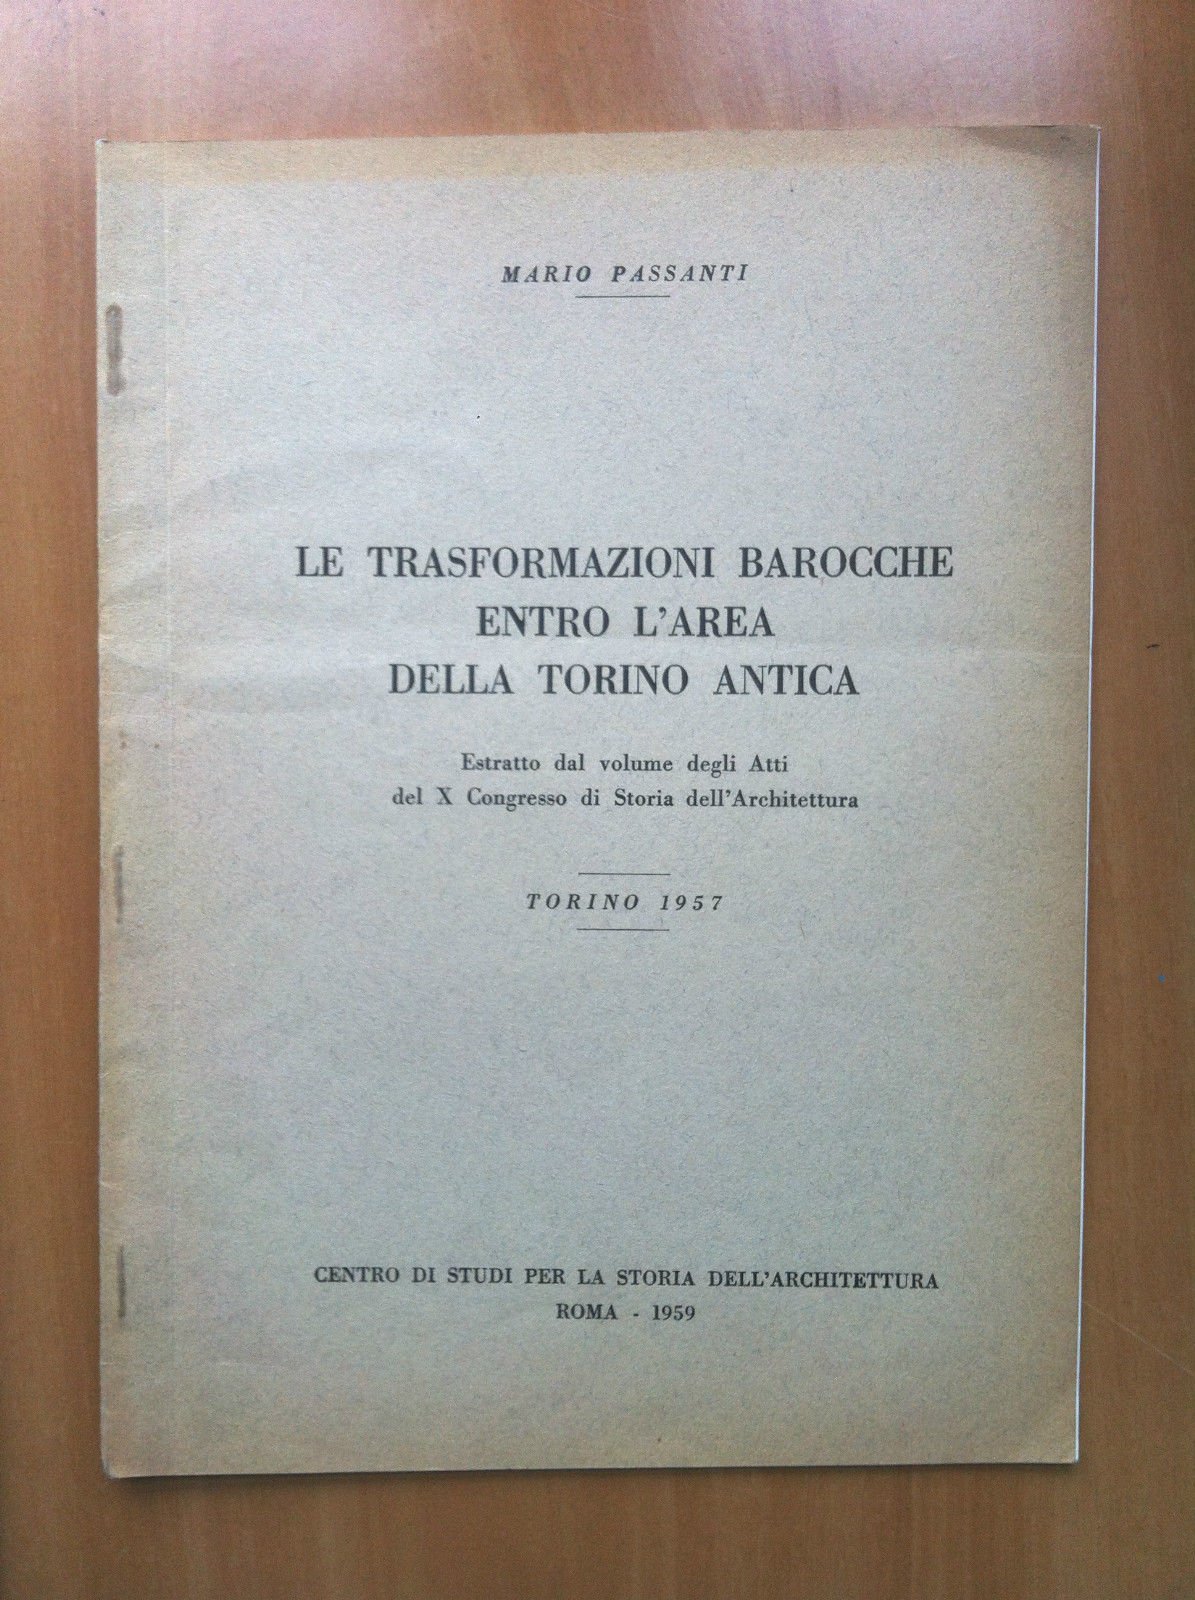 MARIO PASSANTI
LE TRASFORMAZIONI BAROCCHE
ENTRO L'AREA
DELLA TORINO ANTICA
Estratto dal volume degli Atti
del X Congresso di Storia dell'Architettura
TORINO 1957
CENTRO DI STUDI PER LA STORIA DELL'ARCHITETTURA
ROMA - 1959